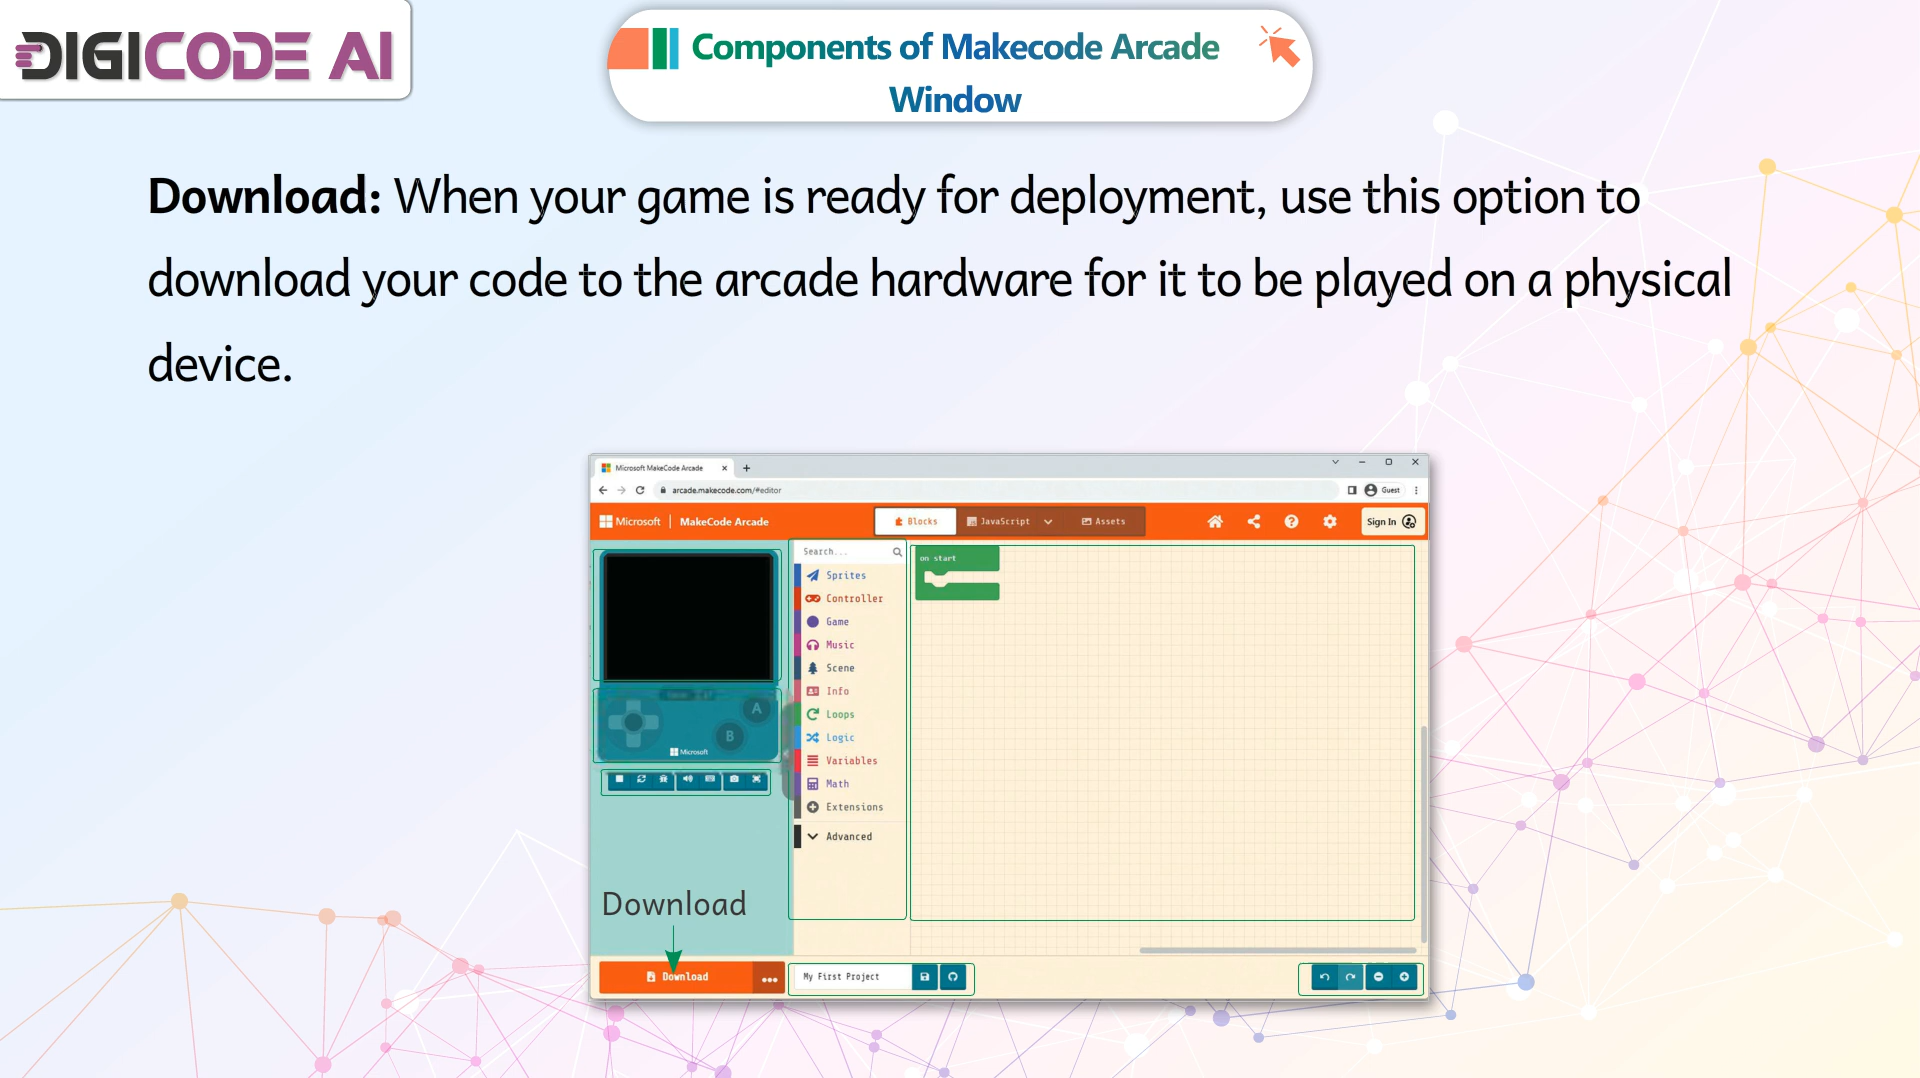 DIGICODE AI
Components of Makecode Arcade
Window
Download: When your game is ready for deployment, use this option to
download your code to the arcade hardware for it to be played on a physical
device.
Microsoft MakeCode Arcade
arcade.makecode.com/#editor
Guest
Microsoft | MakeCode Arcade
Blocks
JavaScript
Assets
Sign In
Search...
on start
Sprites
Controller
Game
Music
Scene
Info
Loops
Logic
Variables
Math
Extensions
Advanced
A
B
Microsoft
Download
Download
My First Project